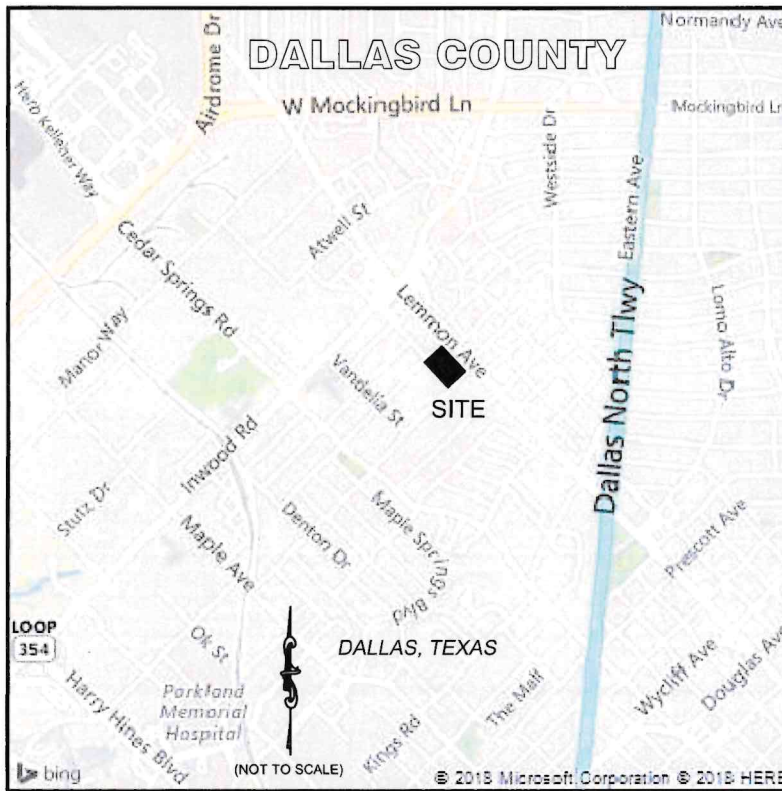 Normandy Ave
DALLAS COUNTY
Airdrome Dr
W Mockingbird Ln
Mockingbird Ln
Herb Kelleher Way
Westside Dr
Eastern Ave
Atwell St
Cedar Springs Rd
Lemmon Ave
Loma Alto Dr
Manor Way
Dallas North Tlwy
Vandelia St
SITE
Inwood Rd
Stutz Dr
Denton Dr
Maple Springs Blvd
Maple Ave
Prescott Ave
LOOP
354
Ok St
DALLAS, TEXAS
Wycliff Ave
Douglas Ave
Parkland
Memorial
Hospital
Harry Hines Blvd
The Mall
Kings Rd
bing
(NOT TO SCALE)
© 2018 Microsoft Corporation © 2018 HERE